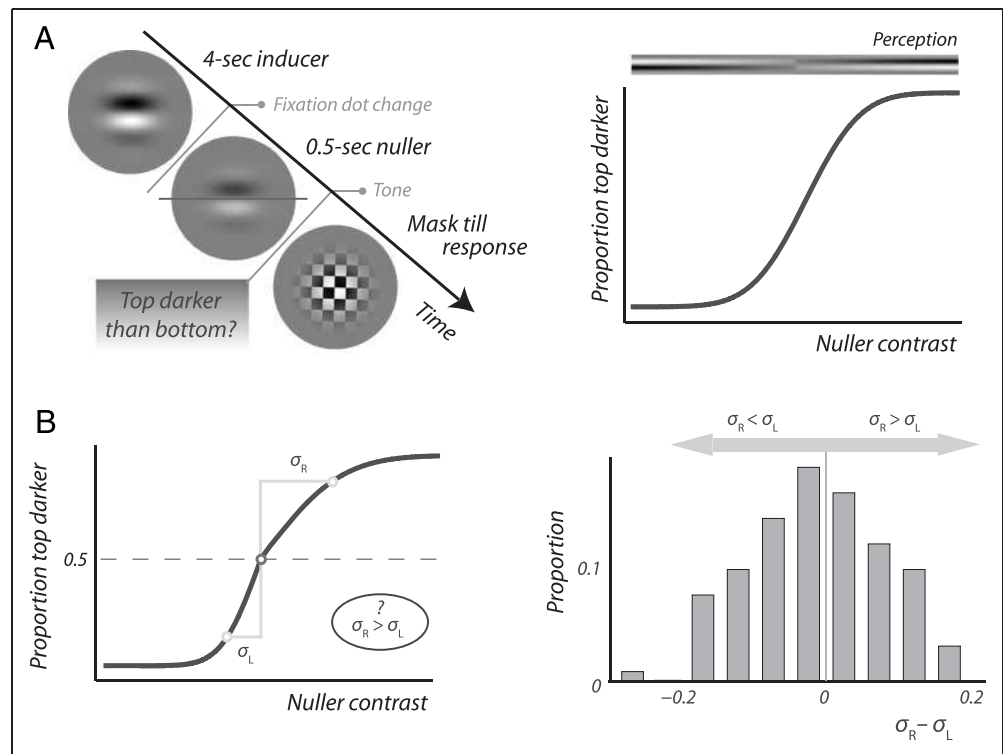 A
4-sec inducer
Fixation dot change
0.5-sec nuller
Tone
Mask till
response
Time
Top darker
than bottom?
Perception
Proportion top darker
Nuller contrast
B
Proportion top darker
0.5
σR
σL
?
σR > σL
Nuller contrast
σR < σL
σR > σL
Proportion
0.1
0
−0.2
0
0.2
σR − σL